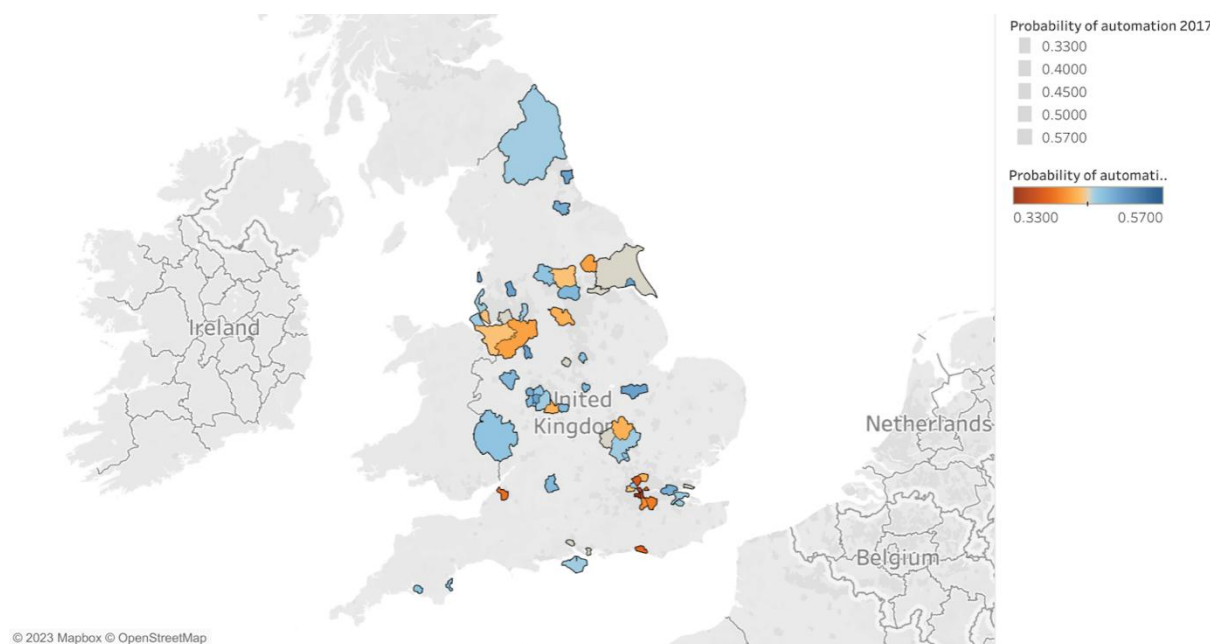 Probability of automation 2017
0.3300
0.4000
0.4500
0.5000
0.5700
Probability of automati..
0.3300
0.5700
Ireland
United
Kingdom
Netherlands
Belgium
© 2023 Mapbox © OpenStreetMap